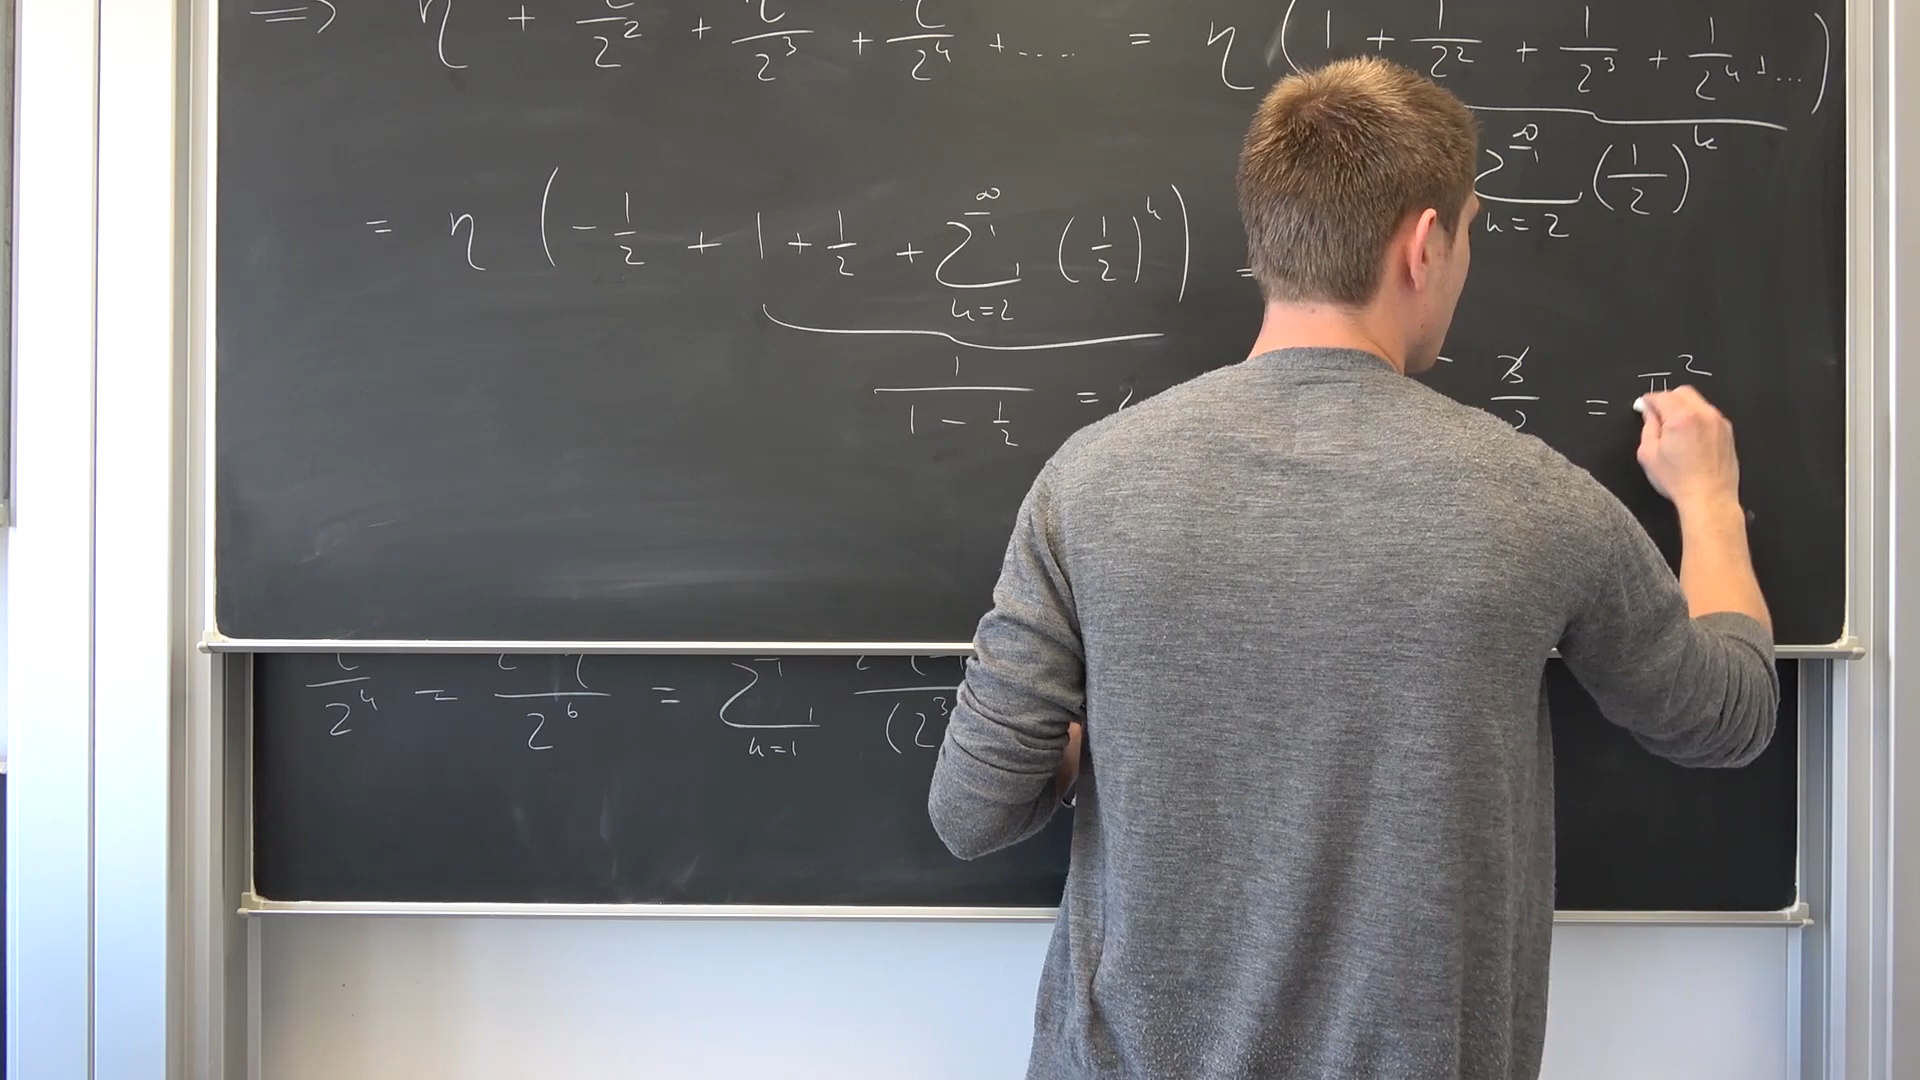 ⟹ η + η/2² + η/2³ + η/2⁴ + .... = η (1 + 1/2² + 1/2³ + 1/2⁴ + ...)
∑_{k=2}^{∞} (1/2)^k
= η (-1/2 + 1 + 1/2 + ∑_{k=2}^{∞} (1/2)^k) =
1/(1 - 1/2) = 2
3/2 = π²
/2⁴ = /2⁶ = ∑_{k=1} /(2³